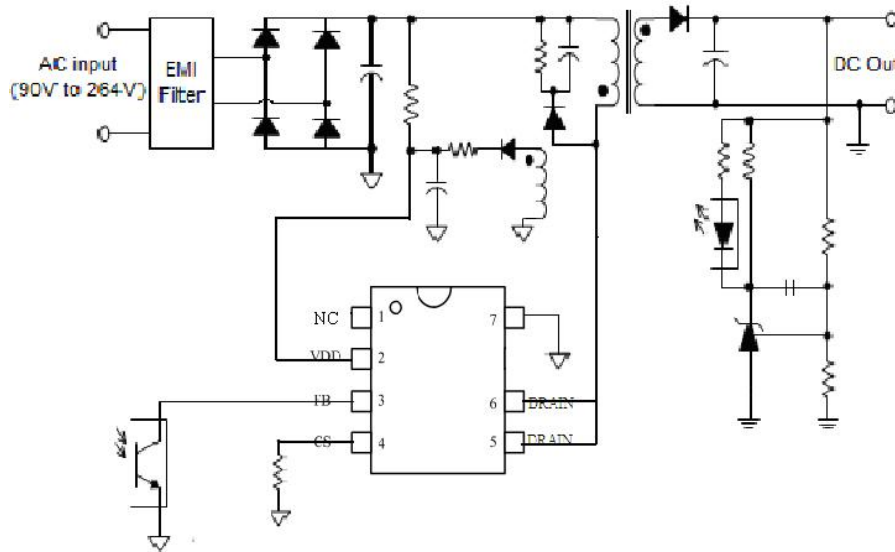 AC input
(90V to 264V)
EMI
Filter
DC Out
NC
1
7
VDD
2
FB
3
6
DRAIN
CS
4
5
DRAIN